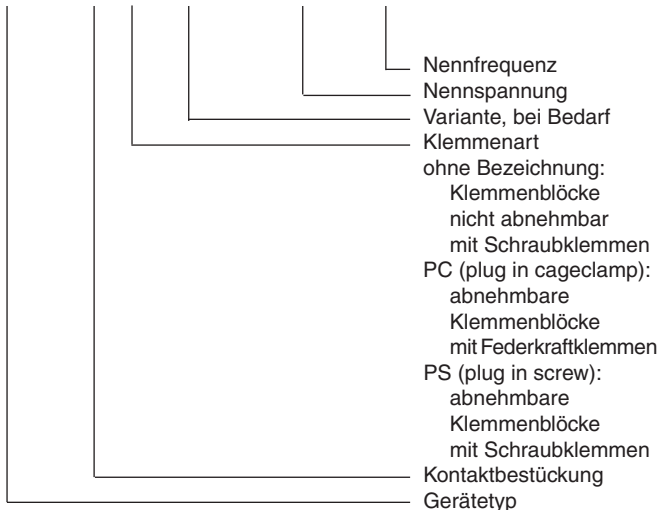 Nennfrequenz
Nennspannung
Variante, bei Bedarf
Klemmenart
ohne Bezeichnung:
Klemmenblöcke
nicht abnehmbar
mit Schraubklemmen
PC (plug in cageclamp):
abnehmbare
Klemmenblöcke
mit Federkraftklemmen
PS (plug in screw):
abnehmbare
Klemmenblöcke
mit Schraubklemmen
Kontaktbestückung
Gerätetyp